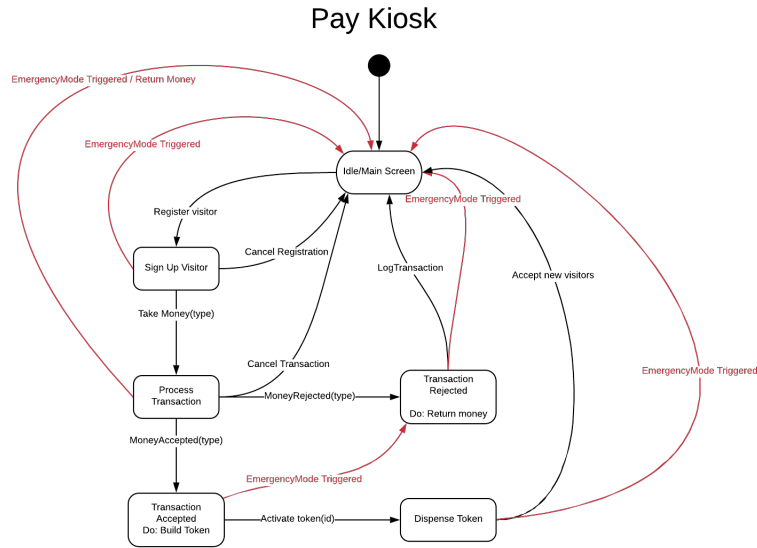 Pay Kiosk
EmergencyMode Triggered / Return Money
EmergencyMode Triggered
Idle/Main Screen
EmergencyMode Triggered
Register visitor
Cancel Registration
Sign Up Visitor
LogTransaction
Accept new visitors
Take Money(type)
Cancel Transaction
EmergencyMode Triggered
Process
Transaction
MoneyRejected(type)
Transaction
Rejected
Do: Return money
MoneyAccepted(type)
EmergencyMode Triggered
Transaction
Accepted
Do: Build Token
Activate token(id)
Dispense Token